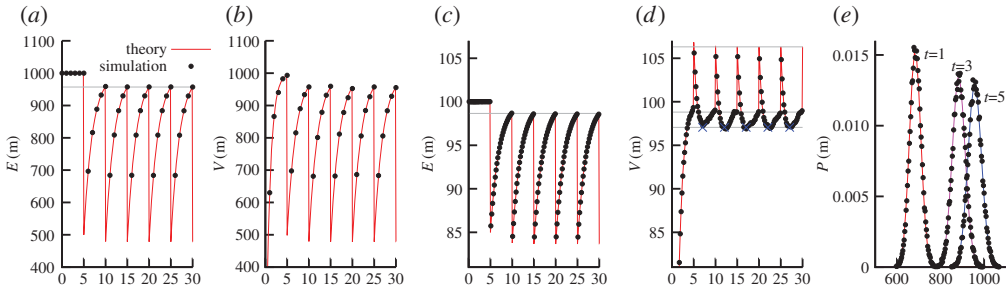 (a) (b) (c) (d) (e)
1100 1000 900 800 700 600 500 400
E (m)
theory
simulation
0 5 10 15 20 25 30
1100 1000 900 800 700 600 500 400
V (m)
0 5 10 15 20 25 30
105 100 95 90 85
E (m)
0 5 10 15 20 25 30
105 100 95 90 85
V (m)
0 5 10 15 20 25 30
0.015 0.010 0.005 0
P (m)
t=1
t=3
t=5
600 800 1000